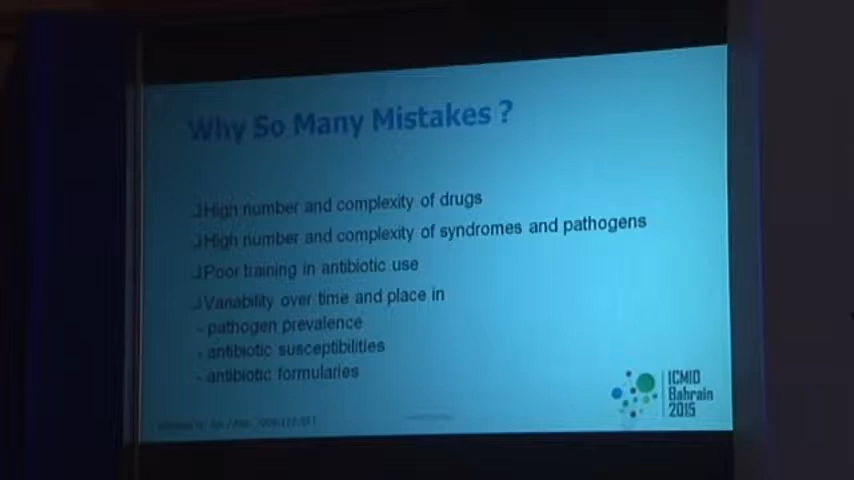 Why So Many Mistakes ?
❑High number and complexity of drugs
❑High number and complexity of syndromes and pathogens
❑Poor training in antibiotic use
❑Variability over time and place in
- pathogen prevalence
- antibiotic susceptibilities
- antibiotic formularies
ICMID
Bahrain
2015